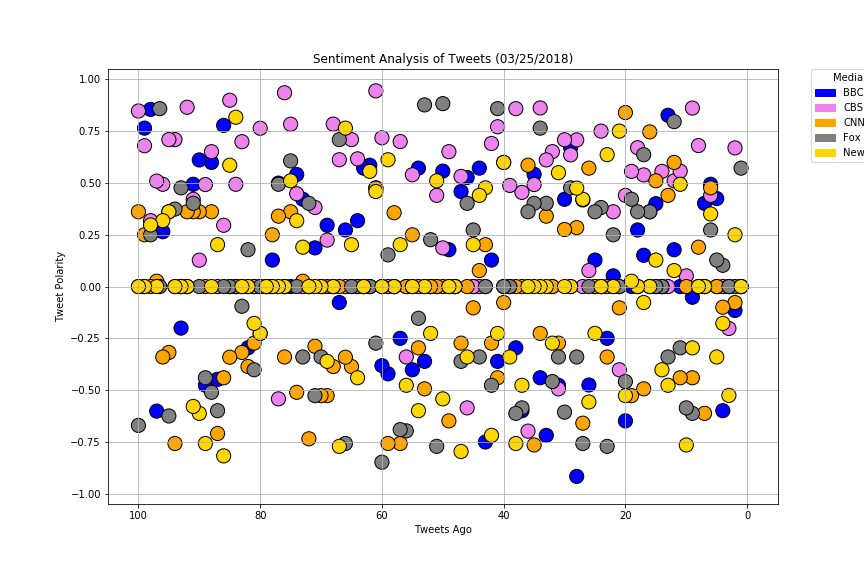 Sentiment Analysis of Tweets (03/25/2018)
Media
BBC
CBS
CNN
Fox
New
1.00
0.75
0.50
0.25
0.00
−0.25
−0.50
−0.75
−1.00
Tweet Polarity
100
80
60
40
20
0
Tweets Ago